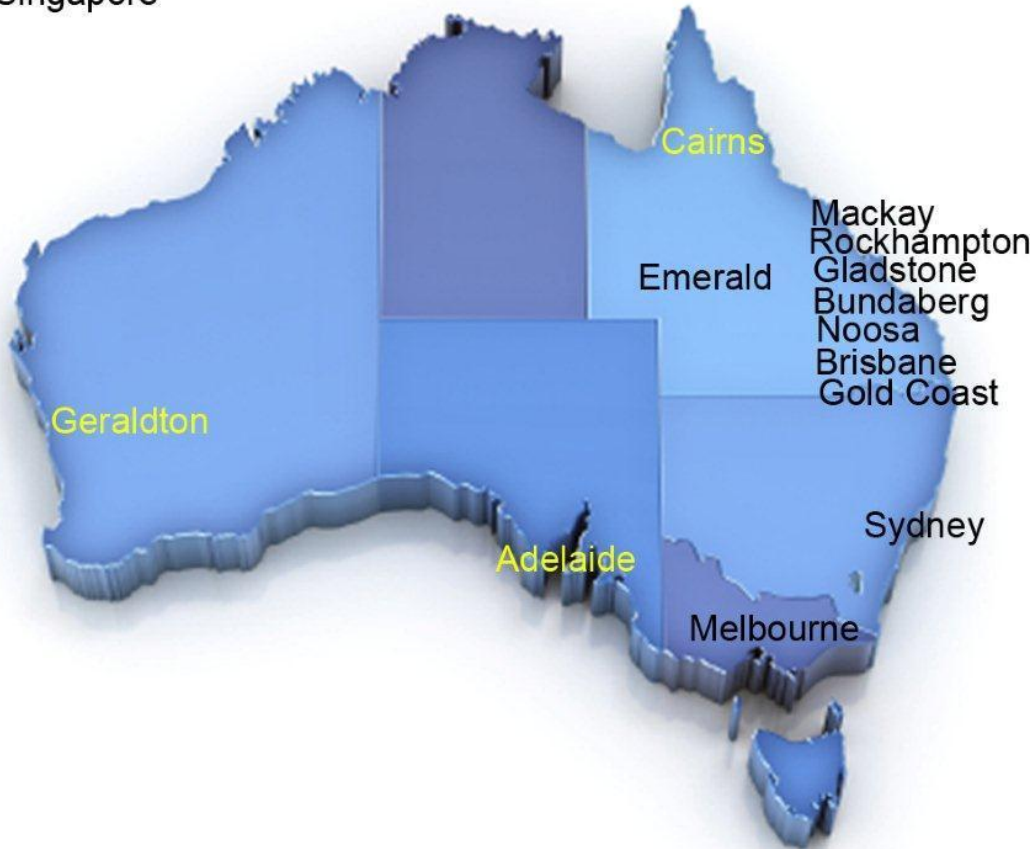 Singapore
Cairns
Mackay
Rockhampton
Emerald
Gladstone
Bundaberg
Noosa
Brisbane
Gold Coast
Geraldton
Sydney
Adelaide
Melbourne